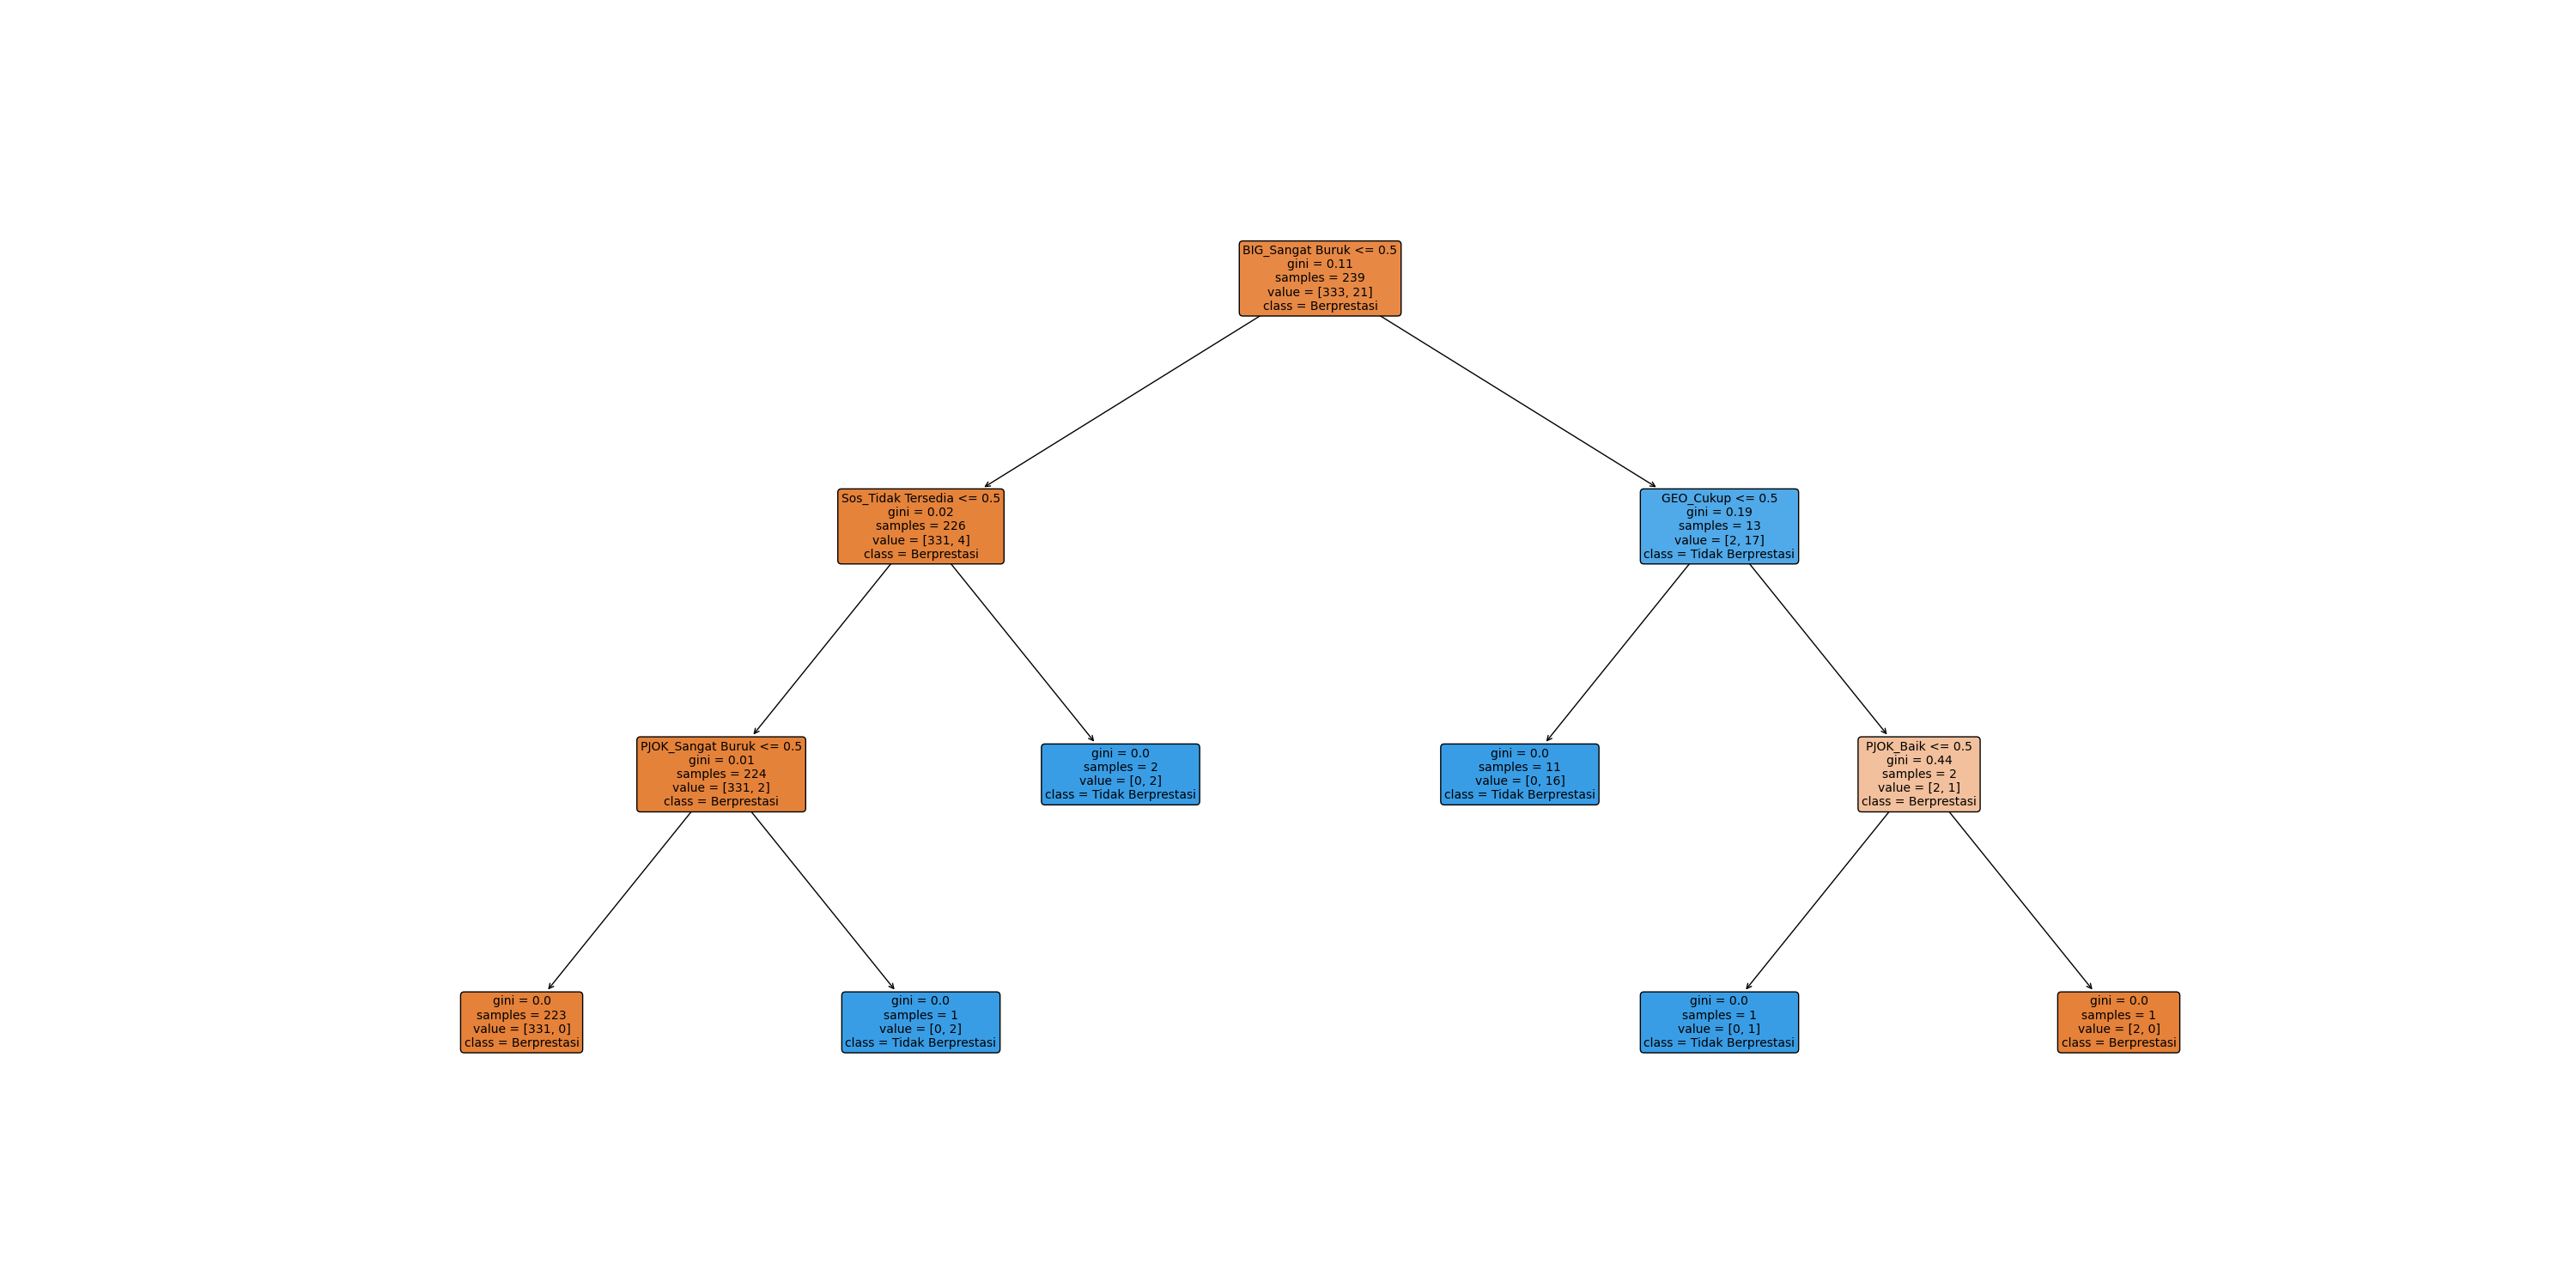 BIG_Sangat Buruk <= 0.5
gini = 0.11
samples = 239
value = [333, 21]
class = Berprestasi
Sos_Tidak Tersedia <= 0.5
gini = 0.02
samples = 226
value = [331, 4]
class = Berprestasi
GEO_Cukup <= 0.5
gini = 0.19
samples = 13
value = [2, 17]
class = Tidak Berprestasi
PJOK_Sangat Buruk <= 0.5
gini = 0.01
samples = 224
value = [331, 2]
class = Berprestasi
gini = 0.0
samples = 2
value = [0, 2]
class = Tidak Berprestasi
gini = 0.0
samples = 11
value = [0, 16]
class = Tidak Berprestasi
PJOK_Baik <= 0.5
gini = 0.44
samples = 2
value = [2, 1]
class = Berprestasi
gini = 0.0
samples = 223
value = [331, 0]
class = Berprestasi
gini = 0.0
samples = 1
value = [0, 2]
class = Tidak Berprestasi
gini = 0.0
samples = 1
value = [0, 1]
class = Tidak Berprestasi
gini = 0.0
samples = 1
value = [2, 0]
class = Berprestasi